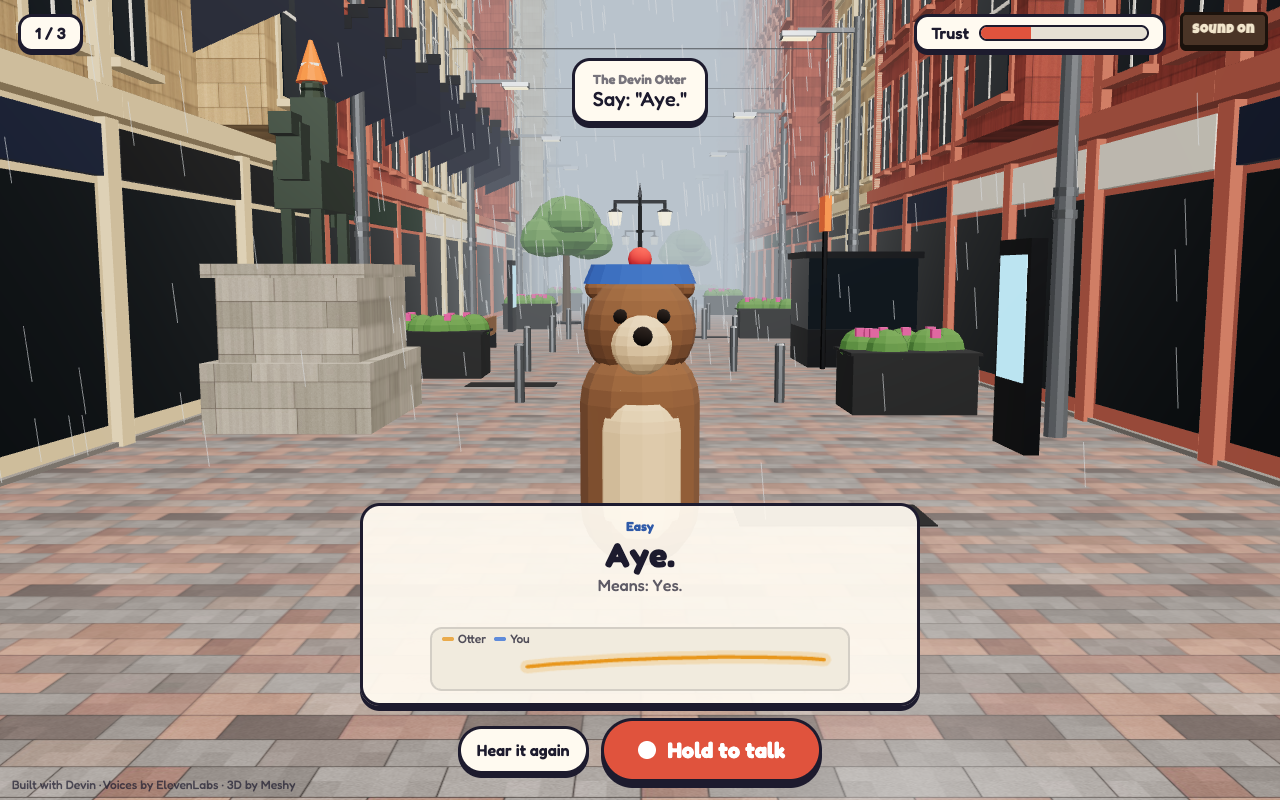 1 / 3
Trust
SOUND ON
The Devin Otter
Say: "Aye."
Easy
Aye.
Means: Yes.
Otter
You
Hear it again
Hold to talk
Built with Devin · Voices by ElevenLabs · 3D by Meshy